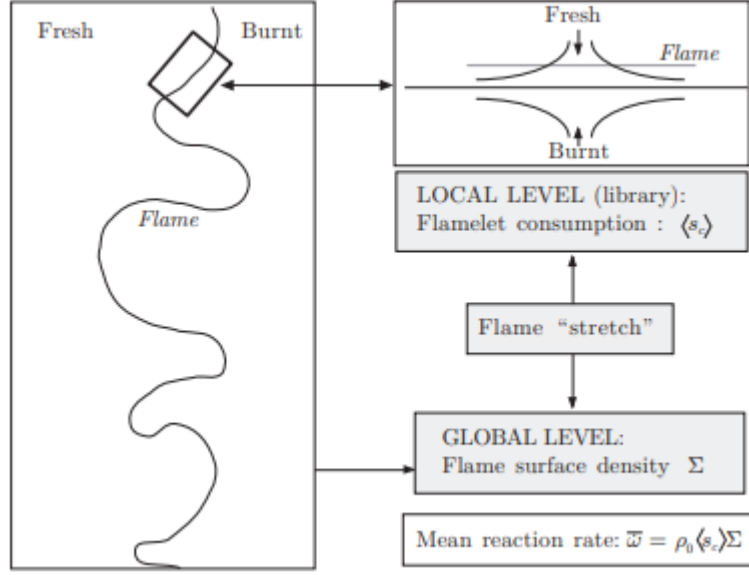 Fresh
Burnt
Flame
Fresh
Flame
Burnt
LOCAL LEVEL (library):
Flamelet consumption : ⟨s_c⟩
Flame “stretch”
GLOBAL LEVEL:
Flame surface density Σ
Mean reaction rate: ω̅ = ρ₀⟨s_c⟩Σ